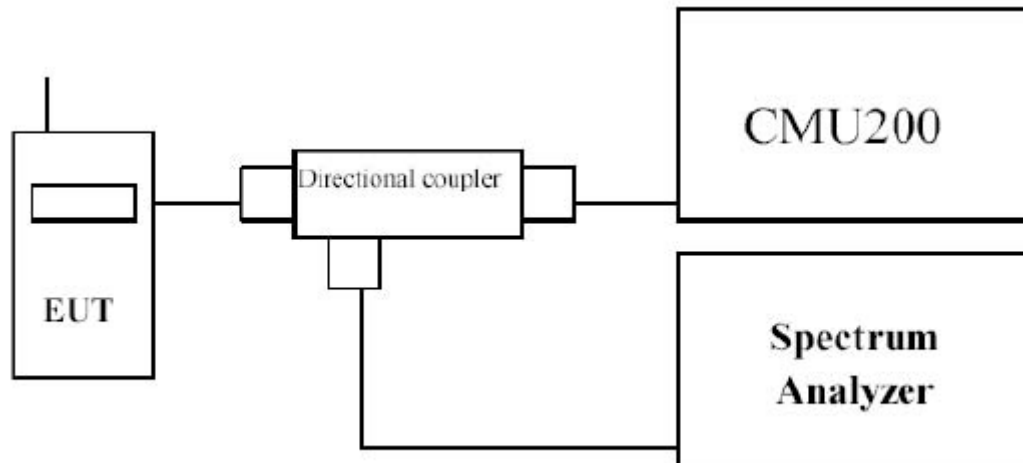 CMU200
Directional coupler
EUT
Spectrum
Analyzer